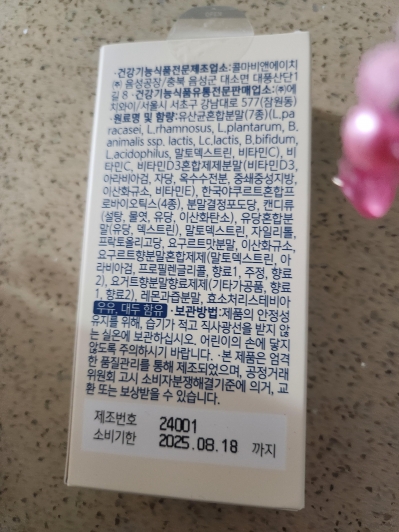 ·건강기능식품전문제조업소:콜마비앤에이치
㈜ 음성공장/충북 음성군 대소면 대풍산단1
길 8 ·건강기능식품유통전문판매업소:㈜에
치와이/서울시 서초구 강남대로 577(잠원동)
·원료명 및 함량:유산균혼합분말(7종)(L.pa
racasei, L.rhamnosus, L.plantarum, B.
animalis ssp. lactis, Lc.lactis, B.bifidum,
L.acidophilus, 말토덱스트린, 비타민C), 비
타민C, 비타민D3혼합제제분말(비타민D3,
아라비아검, 자당, 옥수수전분, 중쇄중성지방,
이산화규소, 비타민E), 한국야쿠르트혼합프
로바이오틱스(4종), 분말결정포도당, 캔디류
(설탕, 물엿, 유당, 이산화탄소), 유당혼합분
말(유당, 덱스트린), 말토덱스트린, 자일리톨,
프락토올리고당, 요구르트맛분말, 이산화규소,
요구르트향분말혼합제제(말토덱스트린, 아
라비아검, 프로필렌글리콜, 향료1, 주정, 향료
2), 요거트향분말향료제제(기타가공품, 향료
1, 향료2), 레몬과즙분말, 효소처리스테비아
우유, 대두 함유 ·보관방법:제품의 안정성
유지를 위해, 습기가 적고 직사광선을 받지 않
는 실온에 보관하십시오. 어린이의 손에 닿지
않도록 주의하시기 바랍니다. ·본 제품은 엄격
한 품질관리를 통해 제조되었으며, 공정거래
위원회 고시 소비자분쟁해결기준에 의거, 교
환 또는 보상받을 수 있습니다.
제조번호 24001
소비기한 2025.08.18 까지